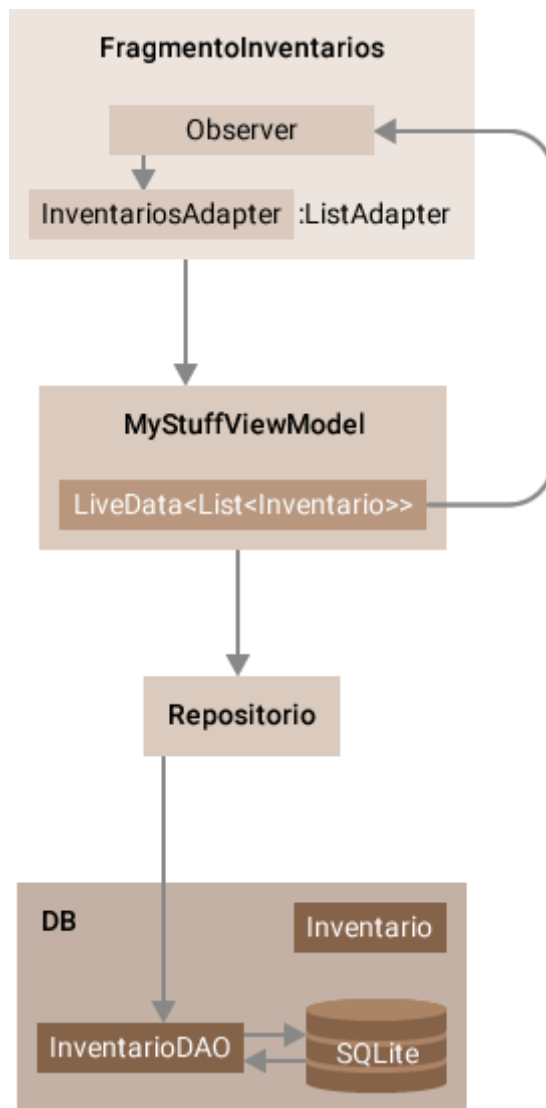 FragmentoInventarios
Observer
InventariosAdapter :ListAdapter
MyStuffViewModel
LiveData<List<Inventario>>
Repositorio
DB
Inventario
InventarioDAO
SQLite